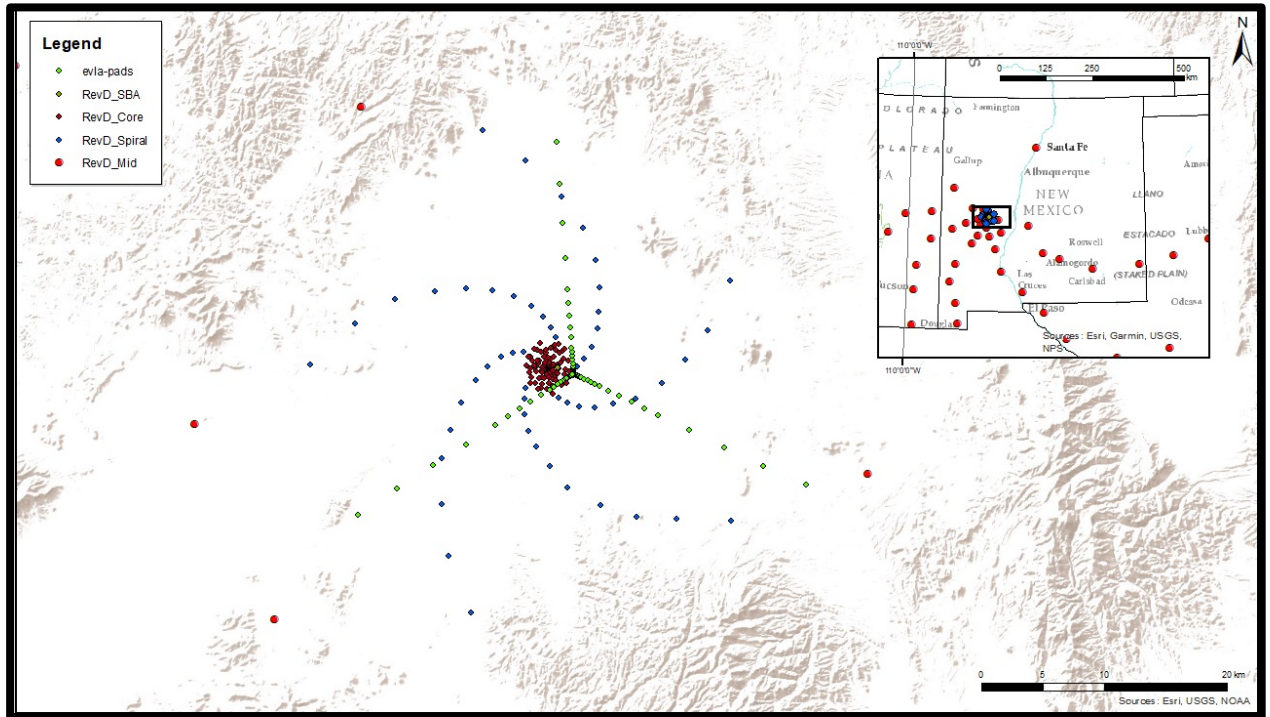 Legend
evla-pads
RevD_SBA
RevD_Core
RevD_Spiral
RevD_Mid
N
110°0'0"W
0 125 250 500
km
S
OLORADO
Farmington
PLATEAU
Santa Fe
Gallup
IA
Albuquerque
NEW
MEXICO
LLANO
ESTACADO
Roswell
Alamogordo
(STAKED PLAIN)
Las
Cruces
Carlsbad
ucson
Odessa
El Paso
Dougla
Sources: Esri, Garmin, USGS,
NPS
110°0'0"W
0 5 10 20 km
Sources: Esri, USGS, NOAA